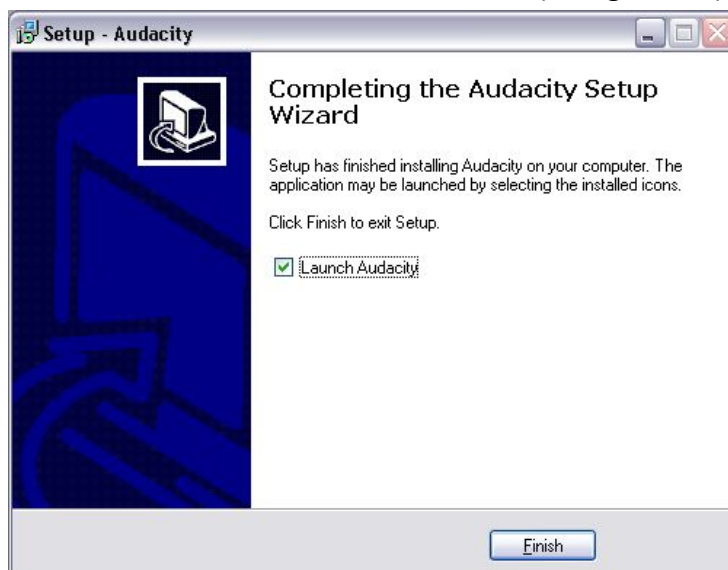 Setup - Audacity
Completing the Audacity Setup
Wizard
Setup has finished installing Audacity on your computer. The
application may be launched by selecting the installed icons.
Click Finish to exit Setup.
Launch Audacity
Finish